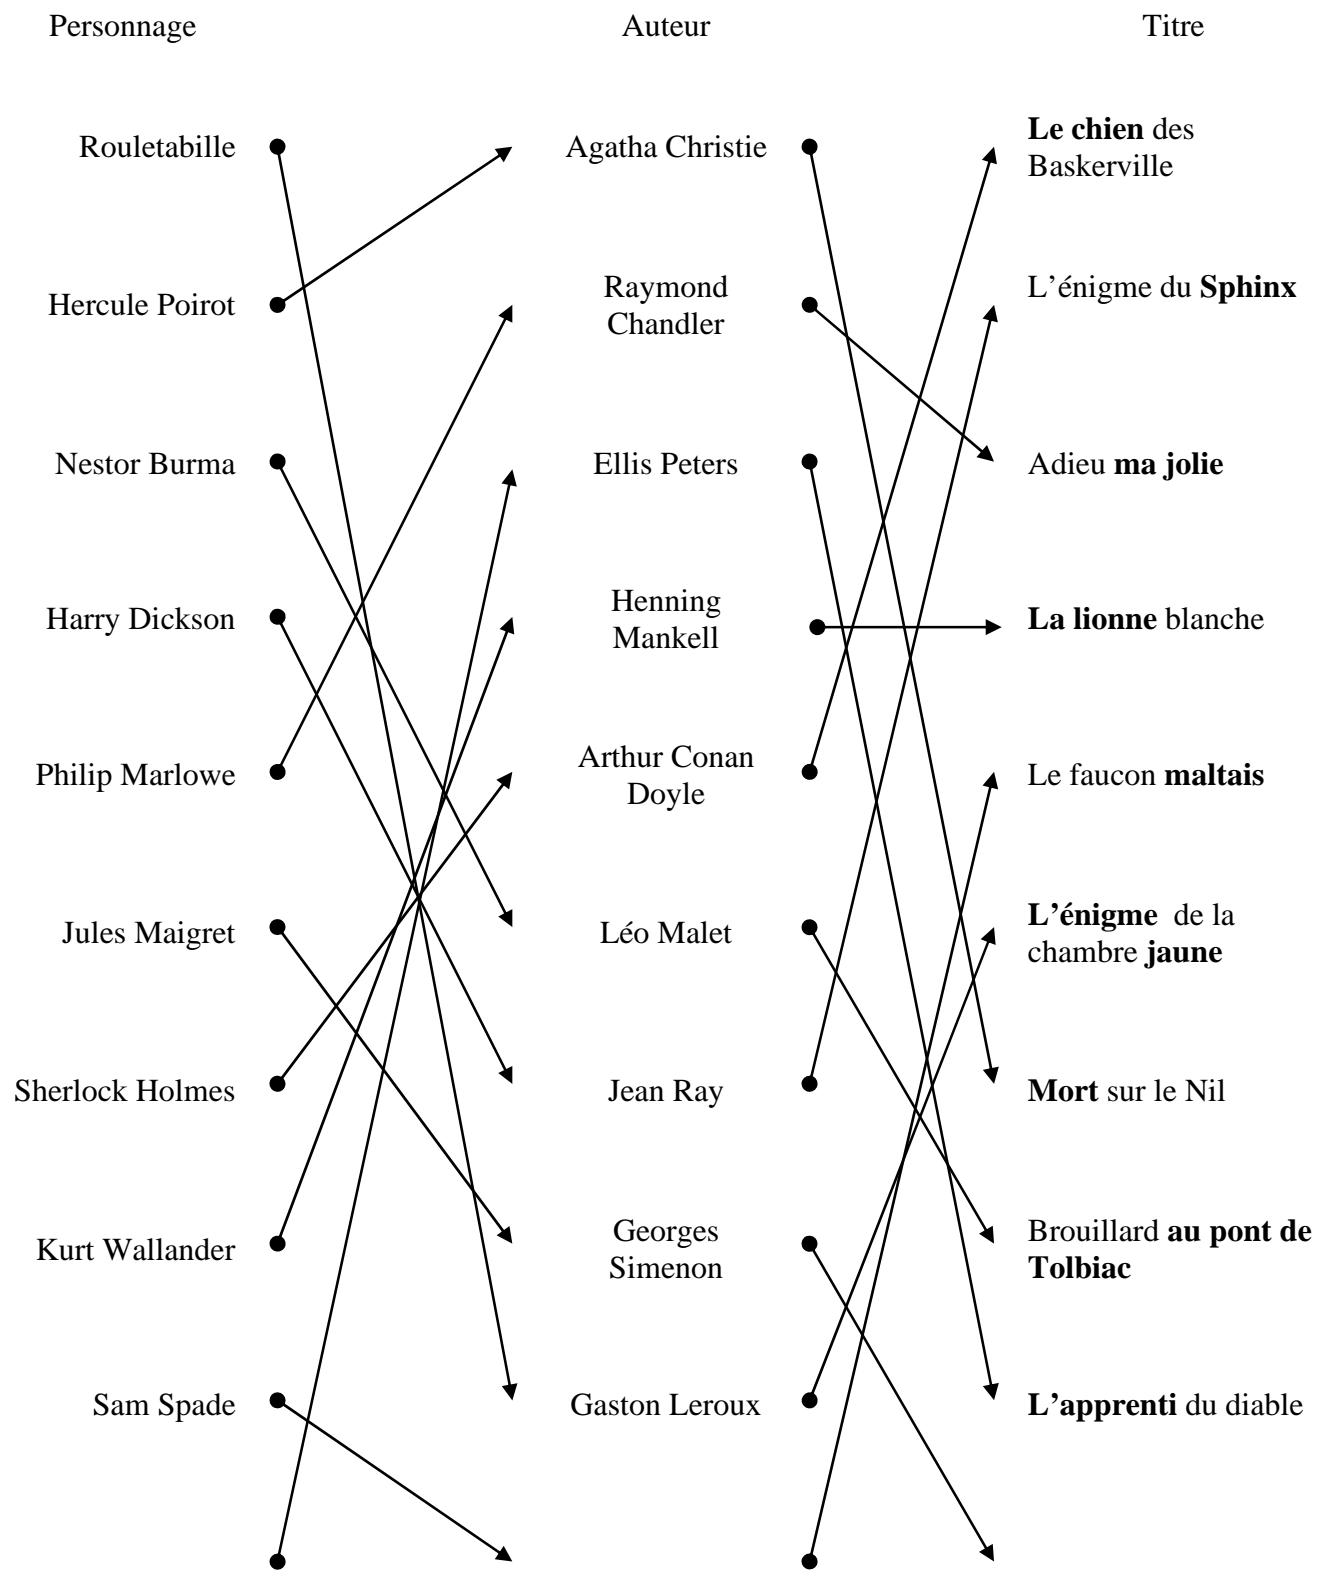 Personnage Auteur Titre
Rouletabille Agatha Christie Le chien des
Baskerville
Hercule Poirot Raymond
Chandler L’énigme du Sphinx
Nestor Burma Ellis Peters Adieu ma jolie
Harry Dickson Henning
Mankell La lionne blanche
Philip Marlowe Arthur Conan
Doyle Le faucon maltais
Jules Maigret Léo Malet L’énigme de la
chambre jaune
Sherlock Holmes Jean Ray Mort sur le Nil
Kurt Wallander Georges
Simenon Brouillard au pont de
Tolbiac
Sam Spade Gaston Leroux L’apprenti du diable